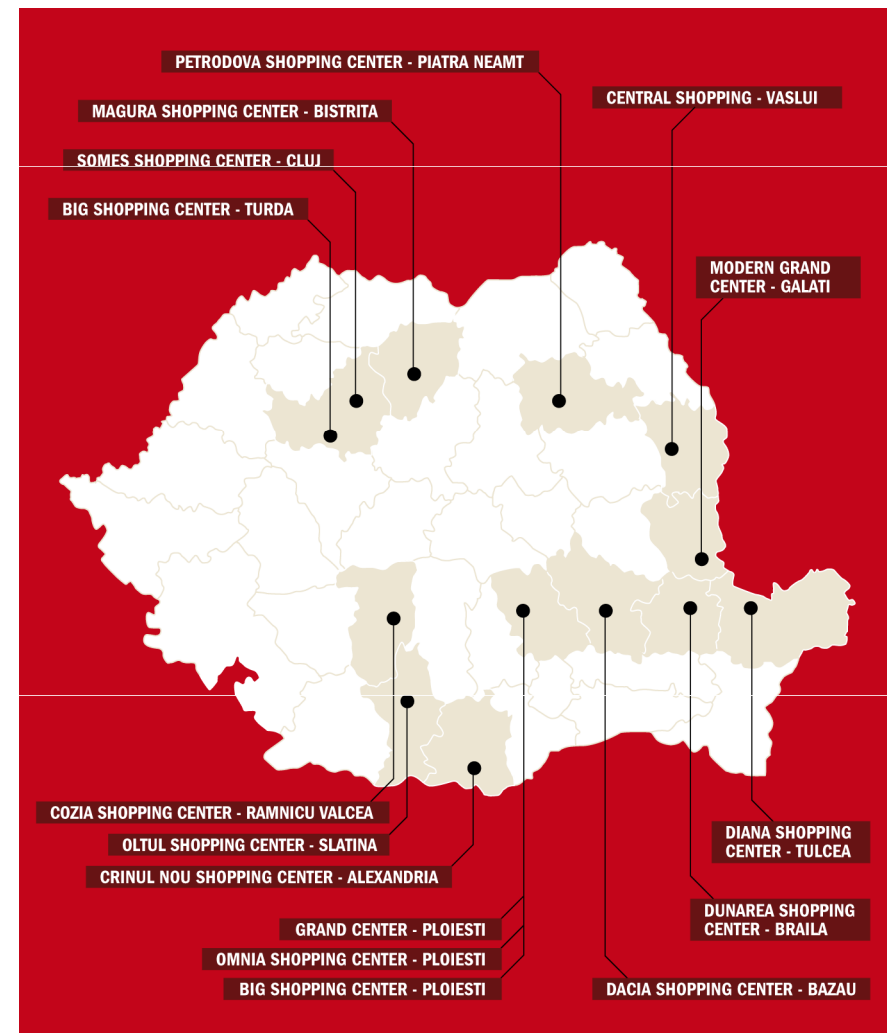 PETRODOVA SHOPPING CENTER - PIATRA NEAMT
CENTRAL SHOPPING - VASLUI
MAGURA SHOPPING CENTER - BISTRITA
SOMES SHOPPING CENTER - CLUJ
BIG SHOPPING CENTER - TURDA
MODERN GRAND
CENTER - GALATI
COZIA SHOPPING CENTER - RAMNICU VALCEA
OLTUL SHOPPING CENTER - SLATINA
CRINUL NOU SHOPPING CENTER - ALEXANDRIA
DIANA SHOPPING
CENTER - TULCEA
DUNAREA SHOPPING
CENTER - BRAILA
GRAND CENTER - PLOIESTI
OMNIA SHOPPING CENTER - PLOIESTI
BIG SHOPPING CENTER - PLOIESTI
DACIA SHOPPING CENTER - BAZAU